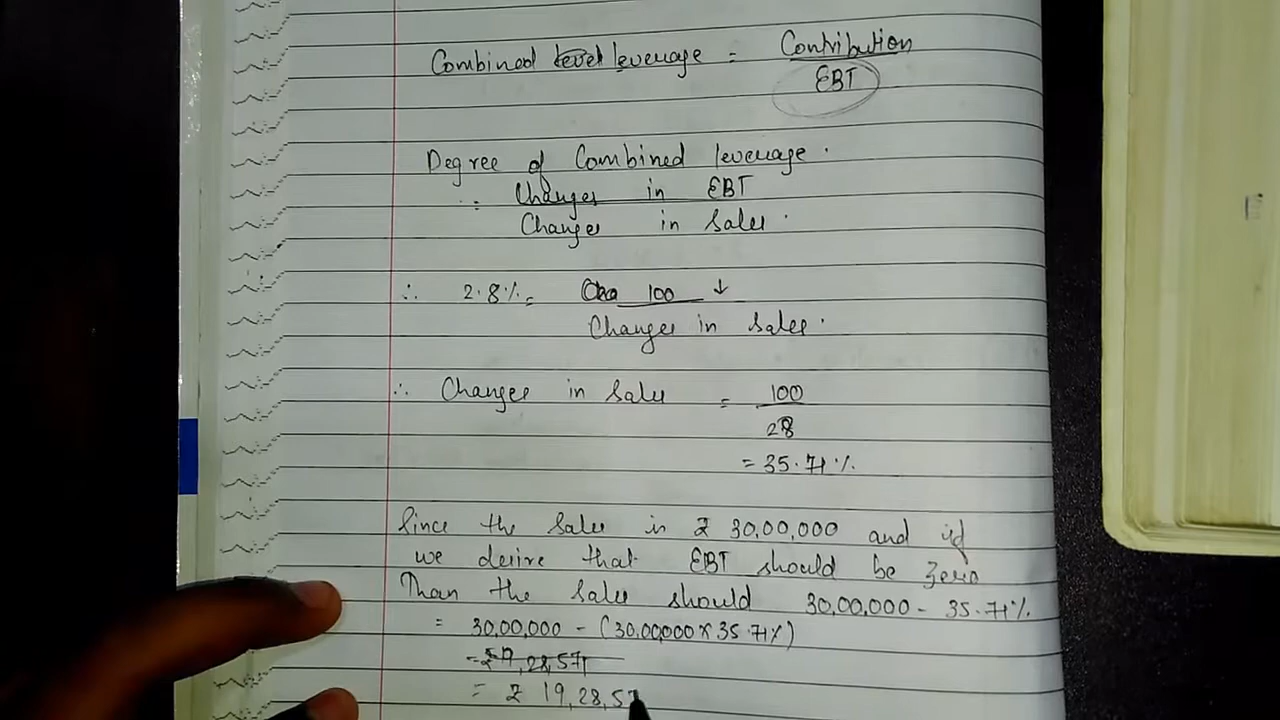 Combined leverage = Contribution
EBT
Degree of Combined leverage.
= Changes in EBT
Changes in Sales.
∴ 2.8% = Cha 100 ↓
Changes in Sales.
∴ Changes in Sales = 100
28
= 35.71%
Since the Sales is ₹ 30,00,000 and if
we desire that EBT should be zero
Than the Sales should 30,00,000 - 35.71%.
= 30,00,000 - (30,00,000 x 35.71%)
= ₹ 19,28,57